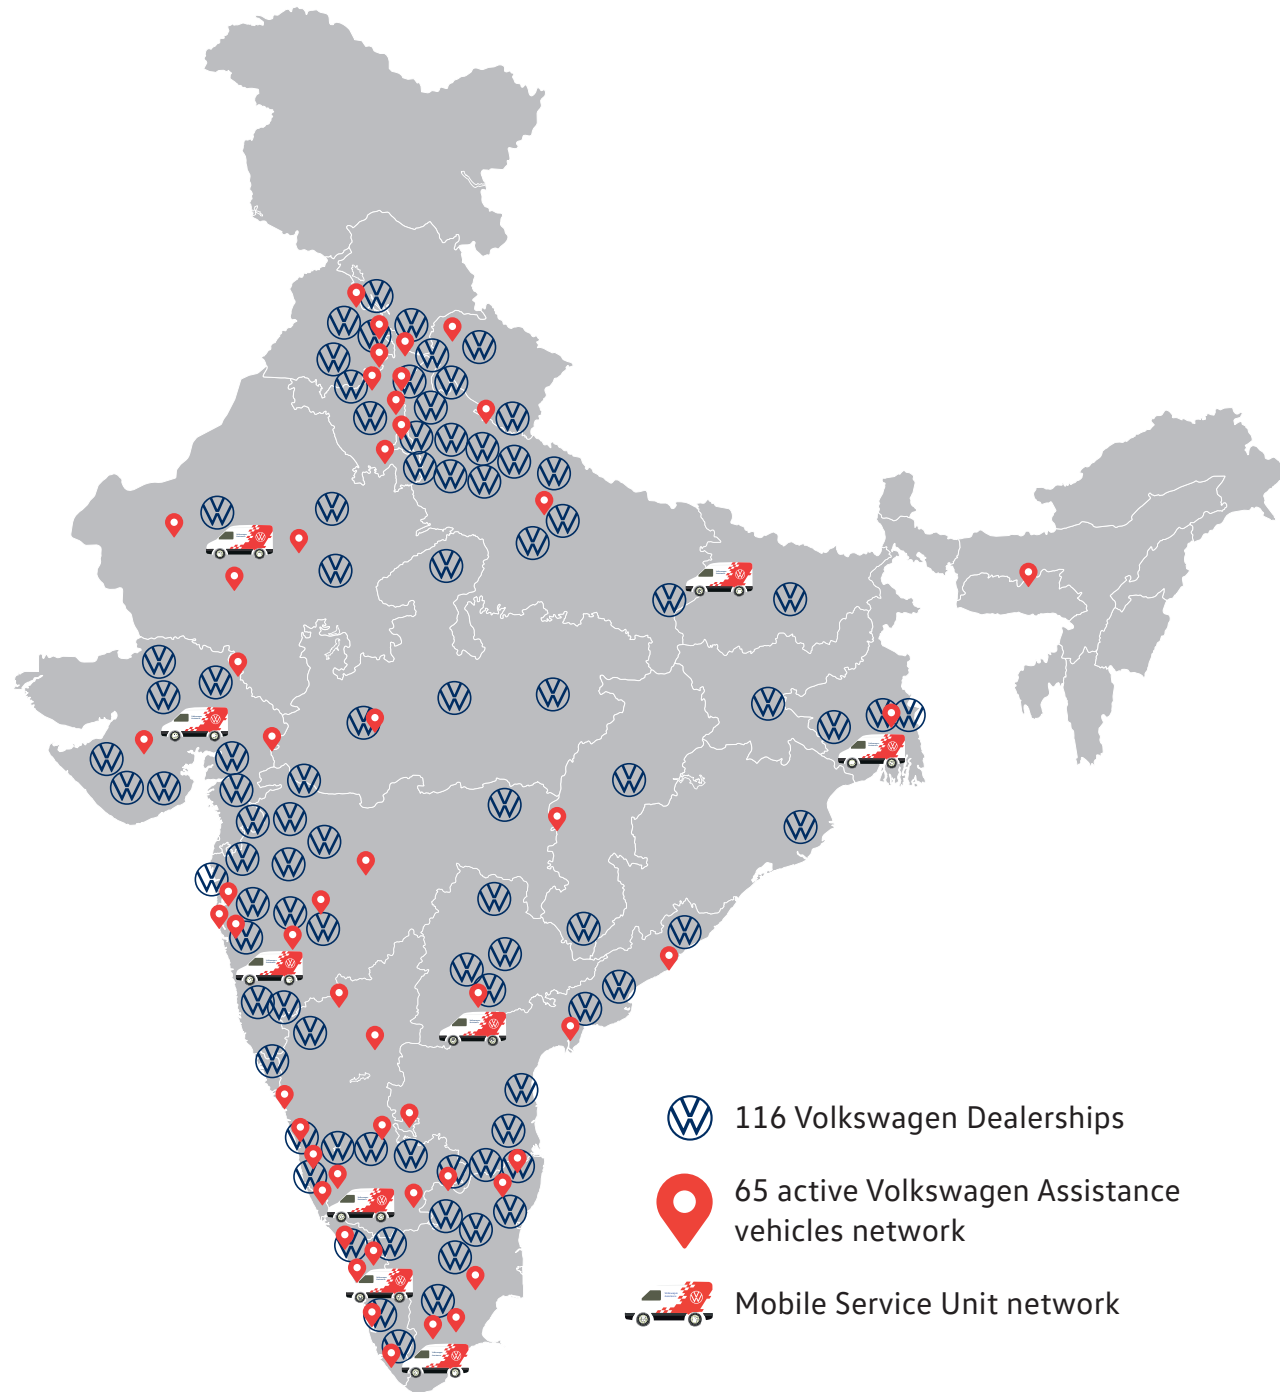 116 Volkswagen Dealerships
65 active Volkswagen Assistance
vehicles network
Mobile Service Unit network